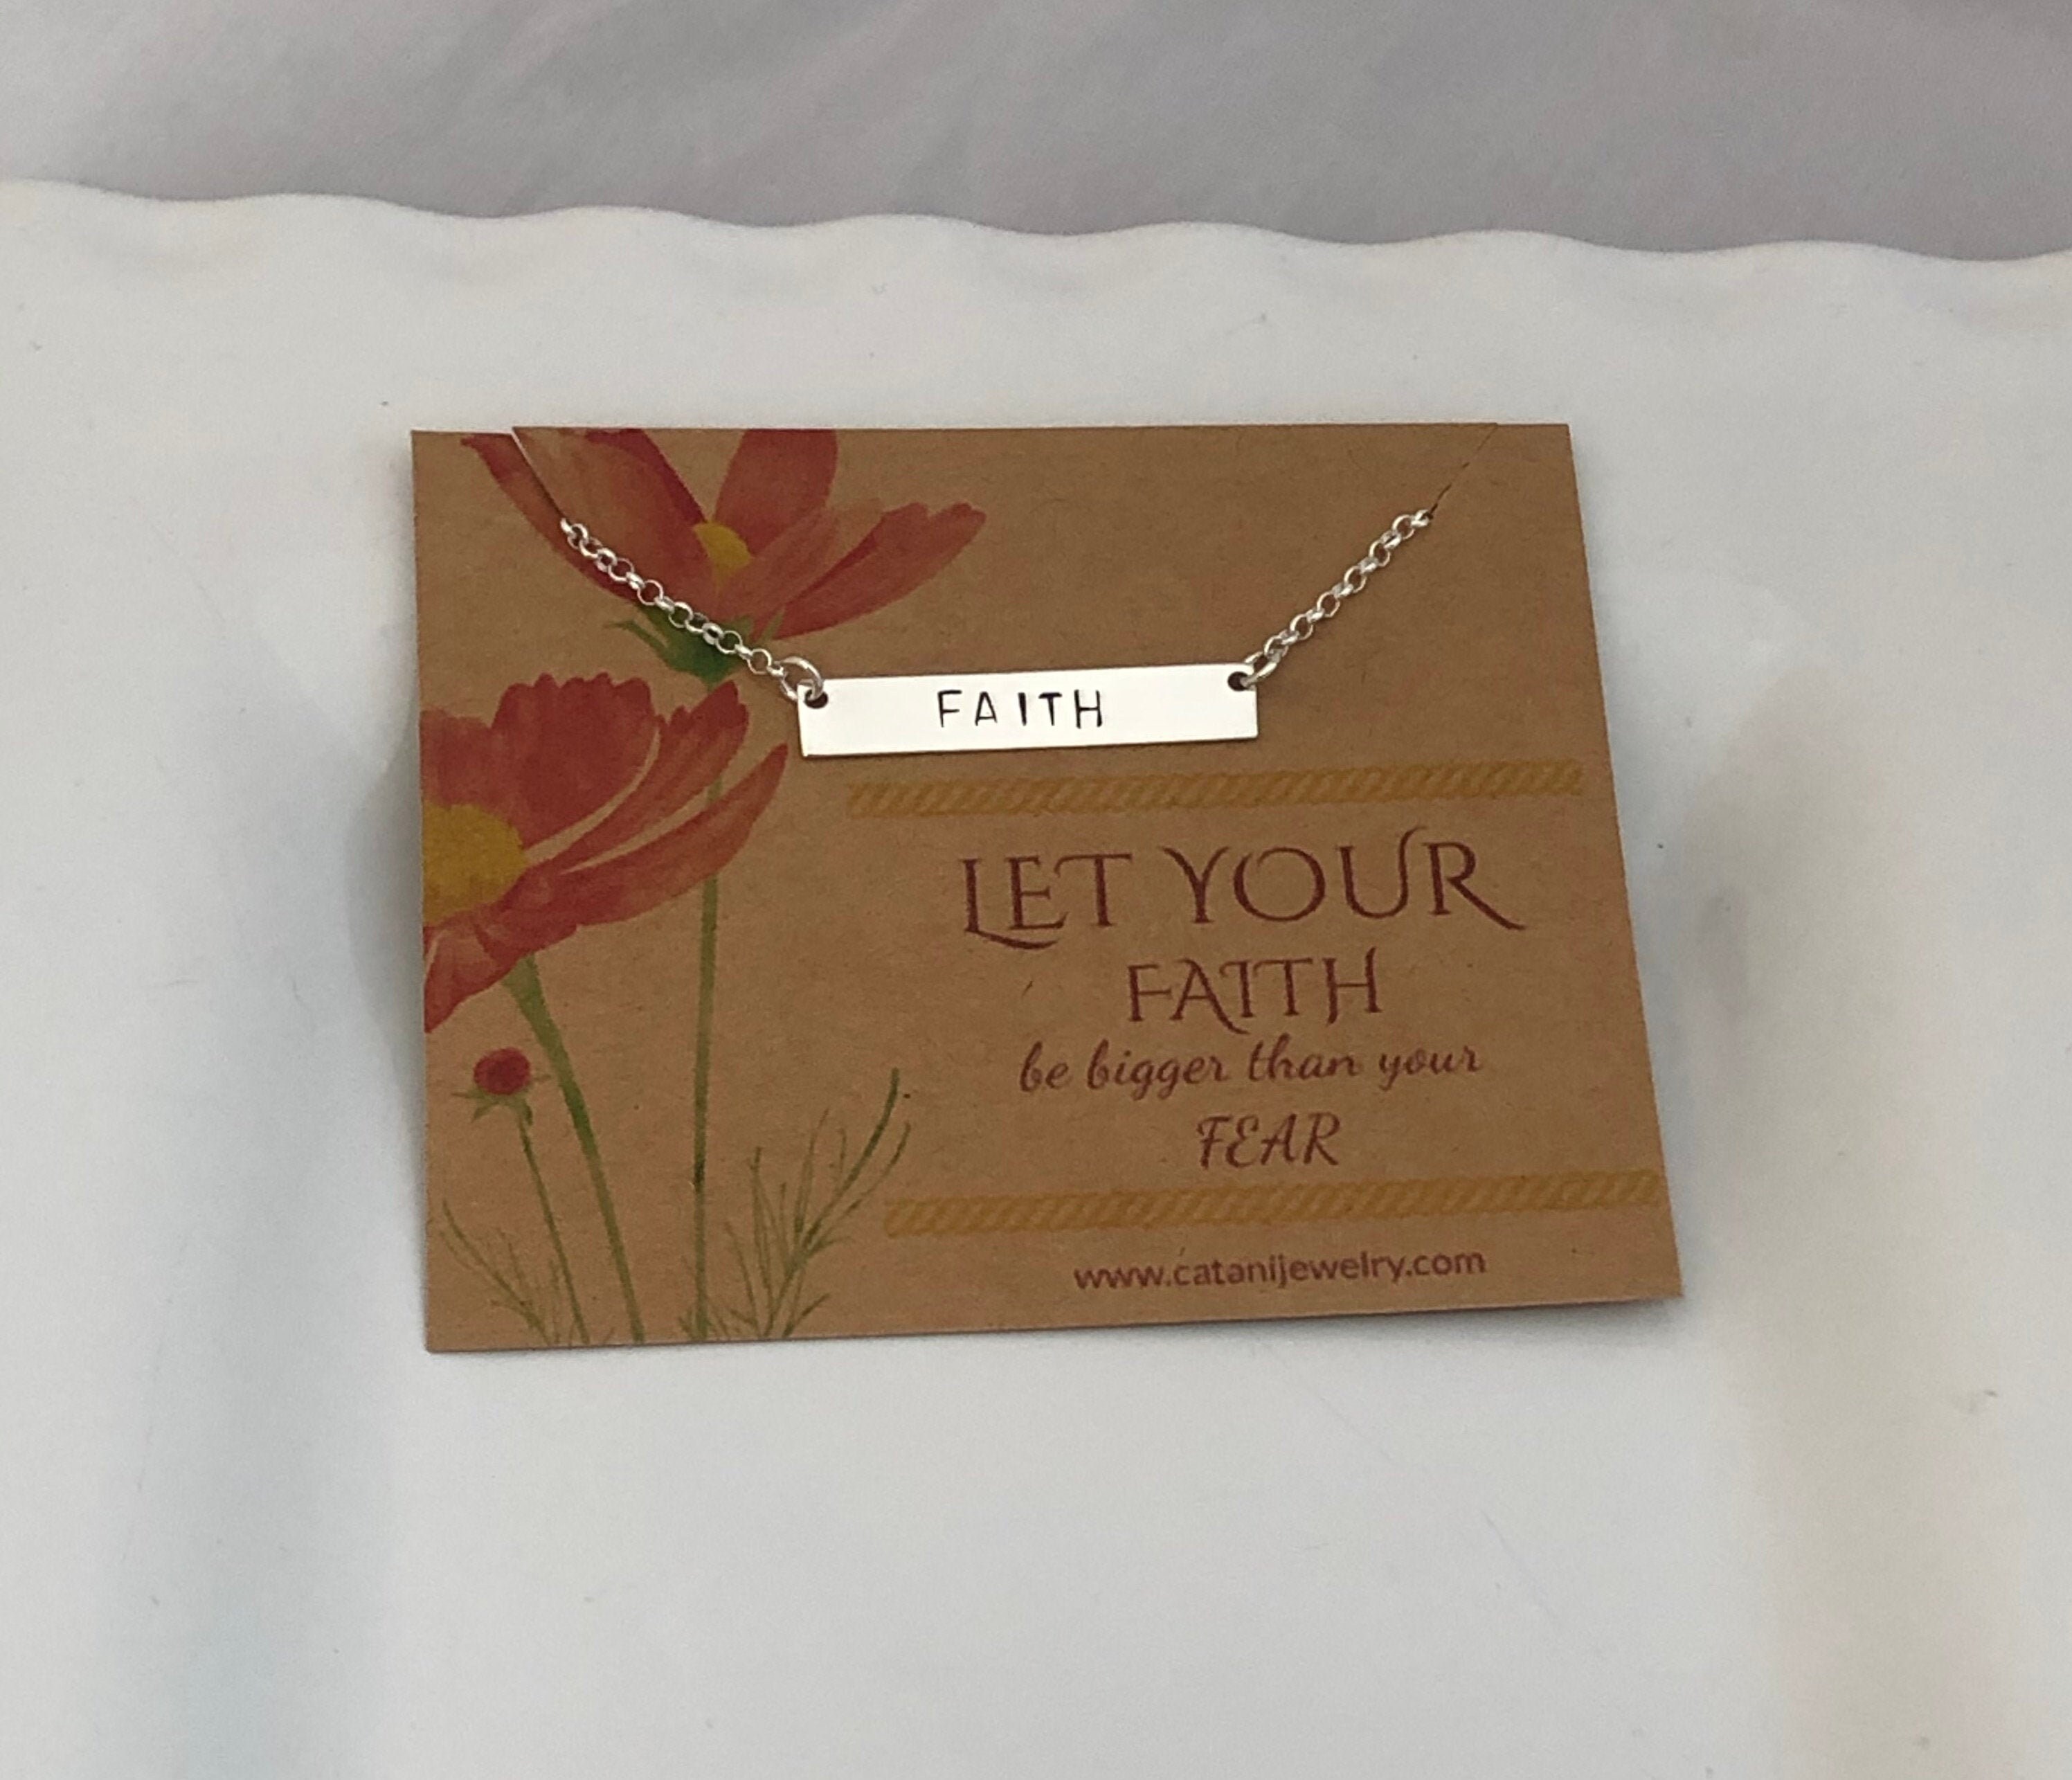 FAITH
LET YOUR
FAITH
be bigger than your
FEAR
www.catanijewelry.com